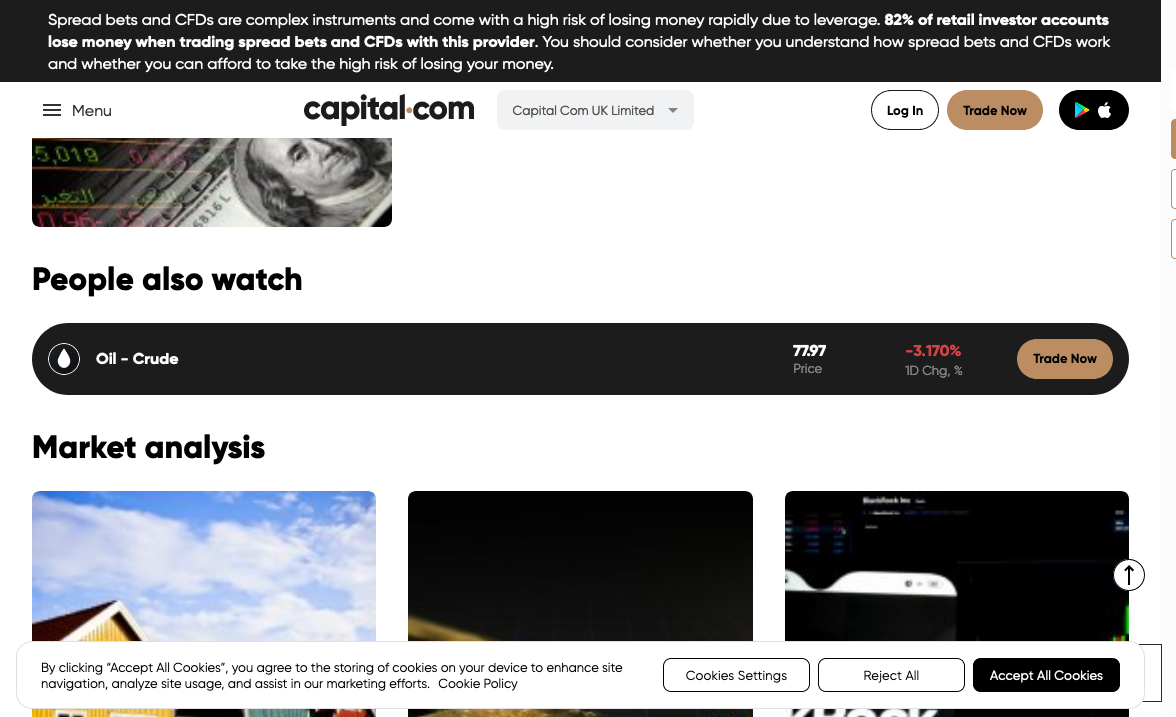 Spread bets and CFDs are complex instruments and come with a high risk of losing money rapidly due to leverage. 82% of retail investor accounts
lose money when trading spread bets and CFDs with this provider. You should consider whether you understand how spread bets and CFDs work
and whether you can afford to take the high risk of losing your money.
Menu
capital.com
Capital Com UK Limited
Log In
Trade Now
5,019
التغير
5816 L
People also watch
Oil - Crude
77.97
Price
-3.170%
1D Chg, %
Trade Now
Market analysis
BlackRock Inc
By clicking “Accept All Cookies”, you agree to the storing of cookies on your device to enhance site
navigation, analyze site usage, and assist in our marketing efforts. Cookie Policy
Cookies Settings
Reject All
Accept All Cookies